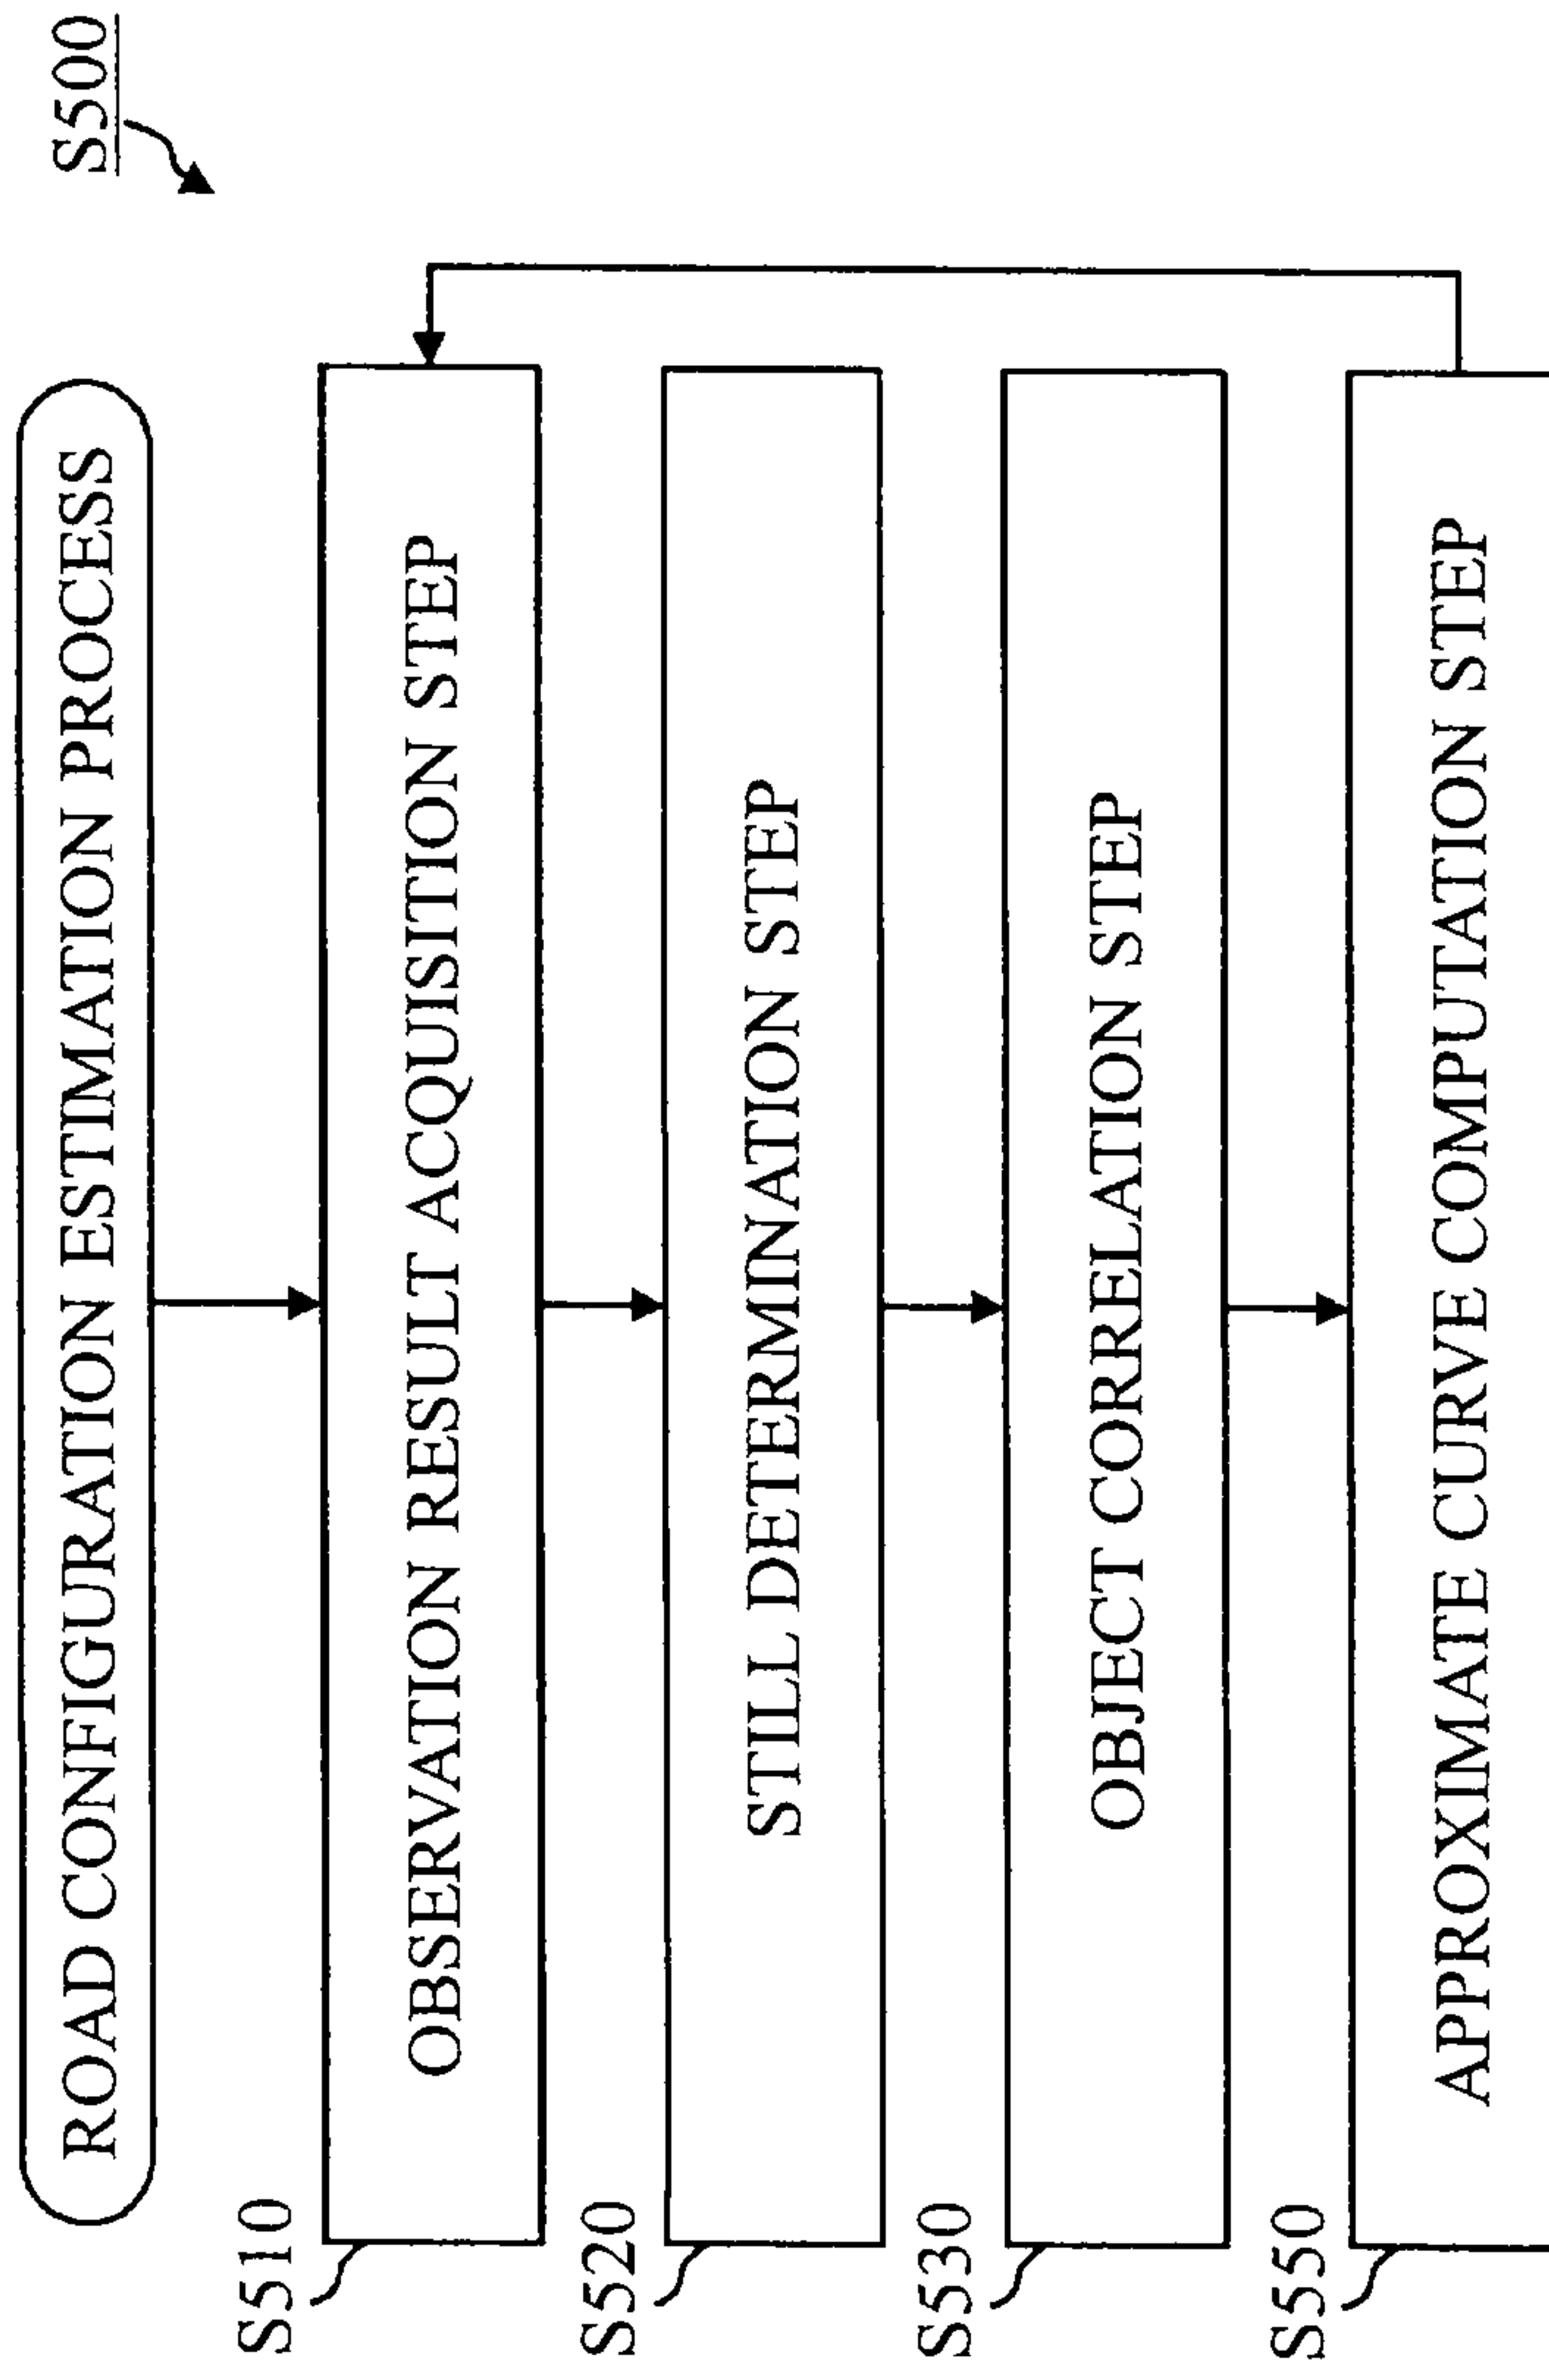 S500
ROAD CONFIGURATION ESTIMATION PROCESS
S510
OBSERVATION RESULT ACQUISITION STEP
S520
STILL DETERMINATION STEP
S530
OBJECT CORRELATION STEP
S550
APPROXIMATE CURVE COMPUTATION STEP